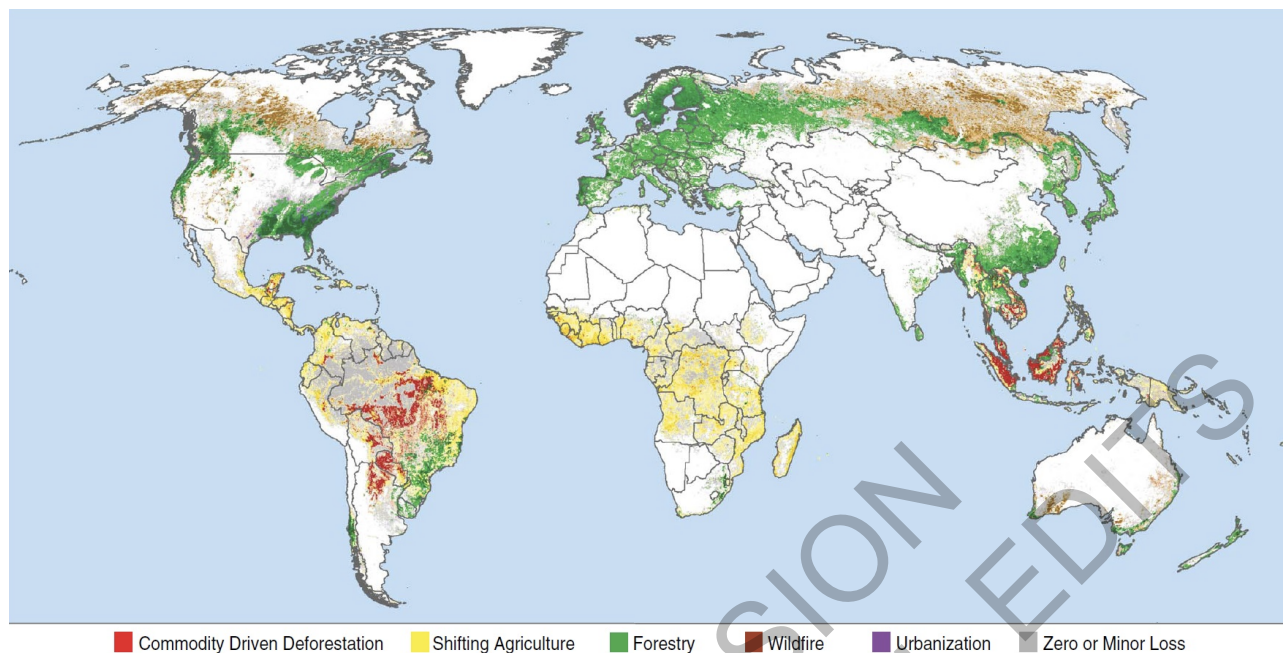 SION
EDITS
Commodity Driven Deforestation
Shifting Agriculture
Forestry
Wildfire
Urbanization
Zero or Minor Loss